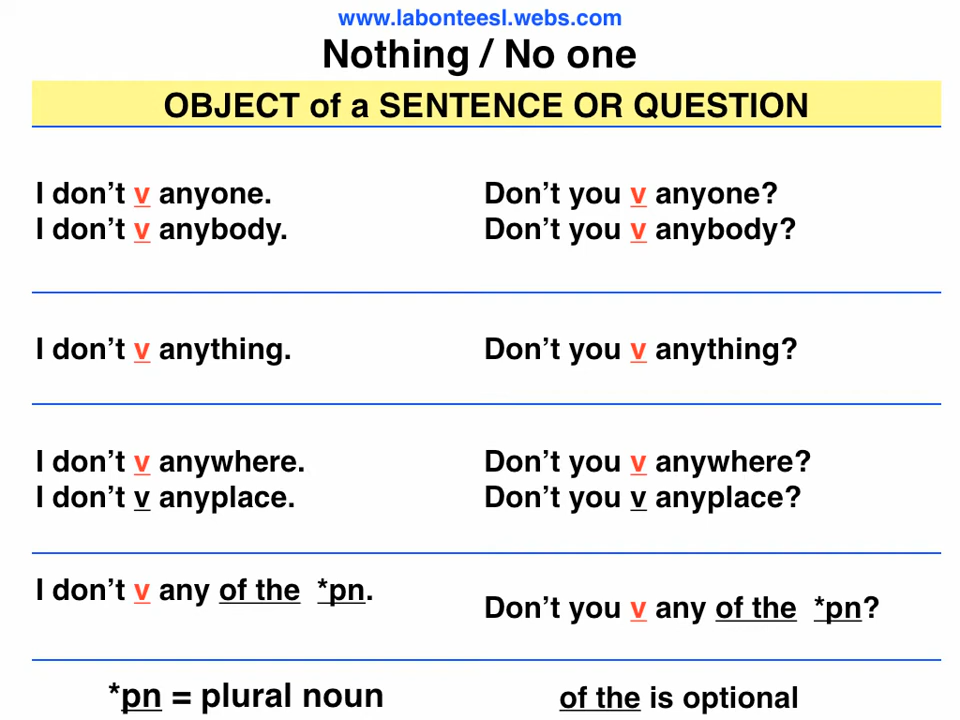 www.labonteesl.webs.com
Nothing / No one
OBJECT of a SENTENCE OR QUESTION
I don’t v anyone.
I don’t v anybody.
Don’t you v anyone?
Don’t you v anybody?
I don’t v anything.
Don’t you v anything?
I don’t v anywhere.
I don’t v anyplace.
Don’t you v anywhere?
Don’t you v anyplace?
I don’t v any of the *pn.
Don’t you v any of the *pn?
*pn = plural noun
of the is optional